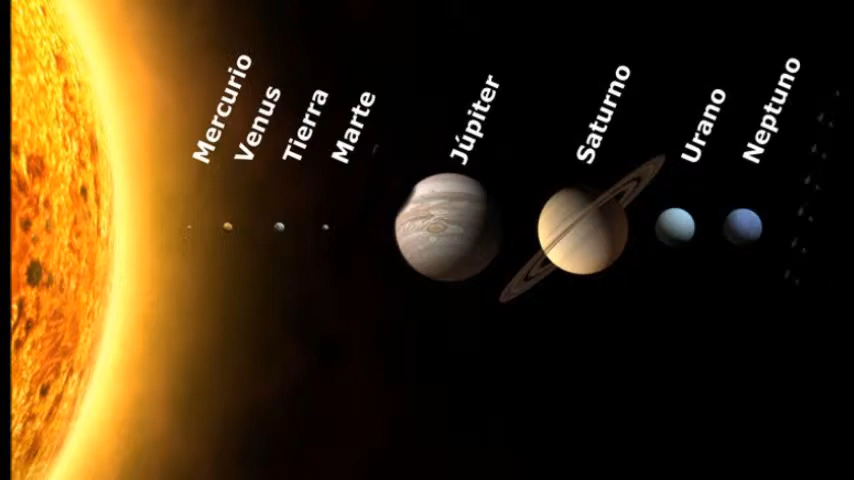 Mercurio
Venus
Tierra
Marte
Júpiter
Saturno
Urano
Neptuno